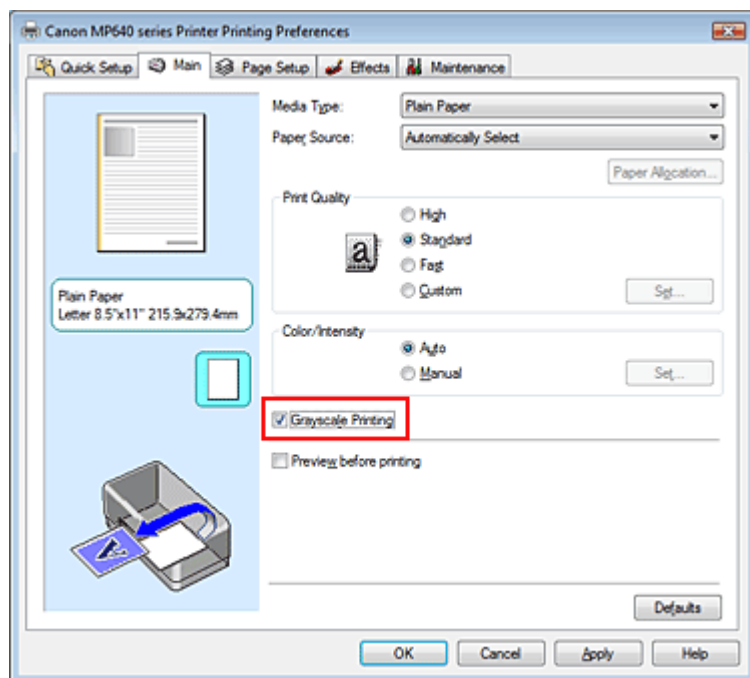 Canon MP640 series Printer Printing Preferences
Quick Setup Main Page Setup Effects Maintenance
Media Type: Plain Paper
Paper Source: Automatically Select
Paper Allocation...
Print Quality
High
Standard
Fast
Custom Set...
Plain Paper
Letter 8.5"x11" 215.9x279.4mm
Color/Intensity
Auto
Manual Set...
Grayscale Printing
Preview before printing
Defaults
OK Cancel Apply Help